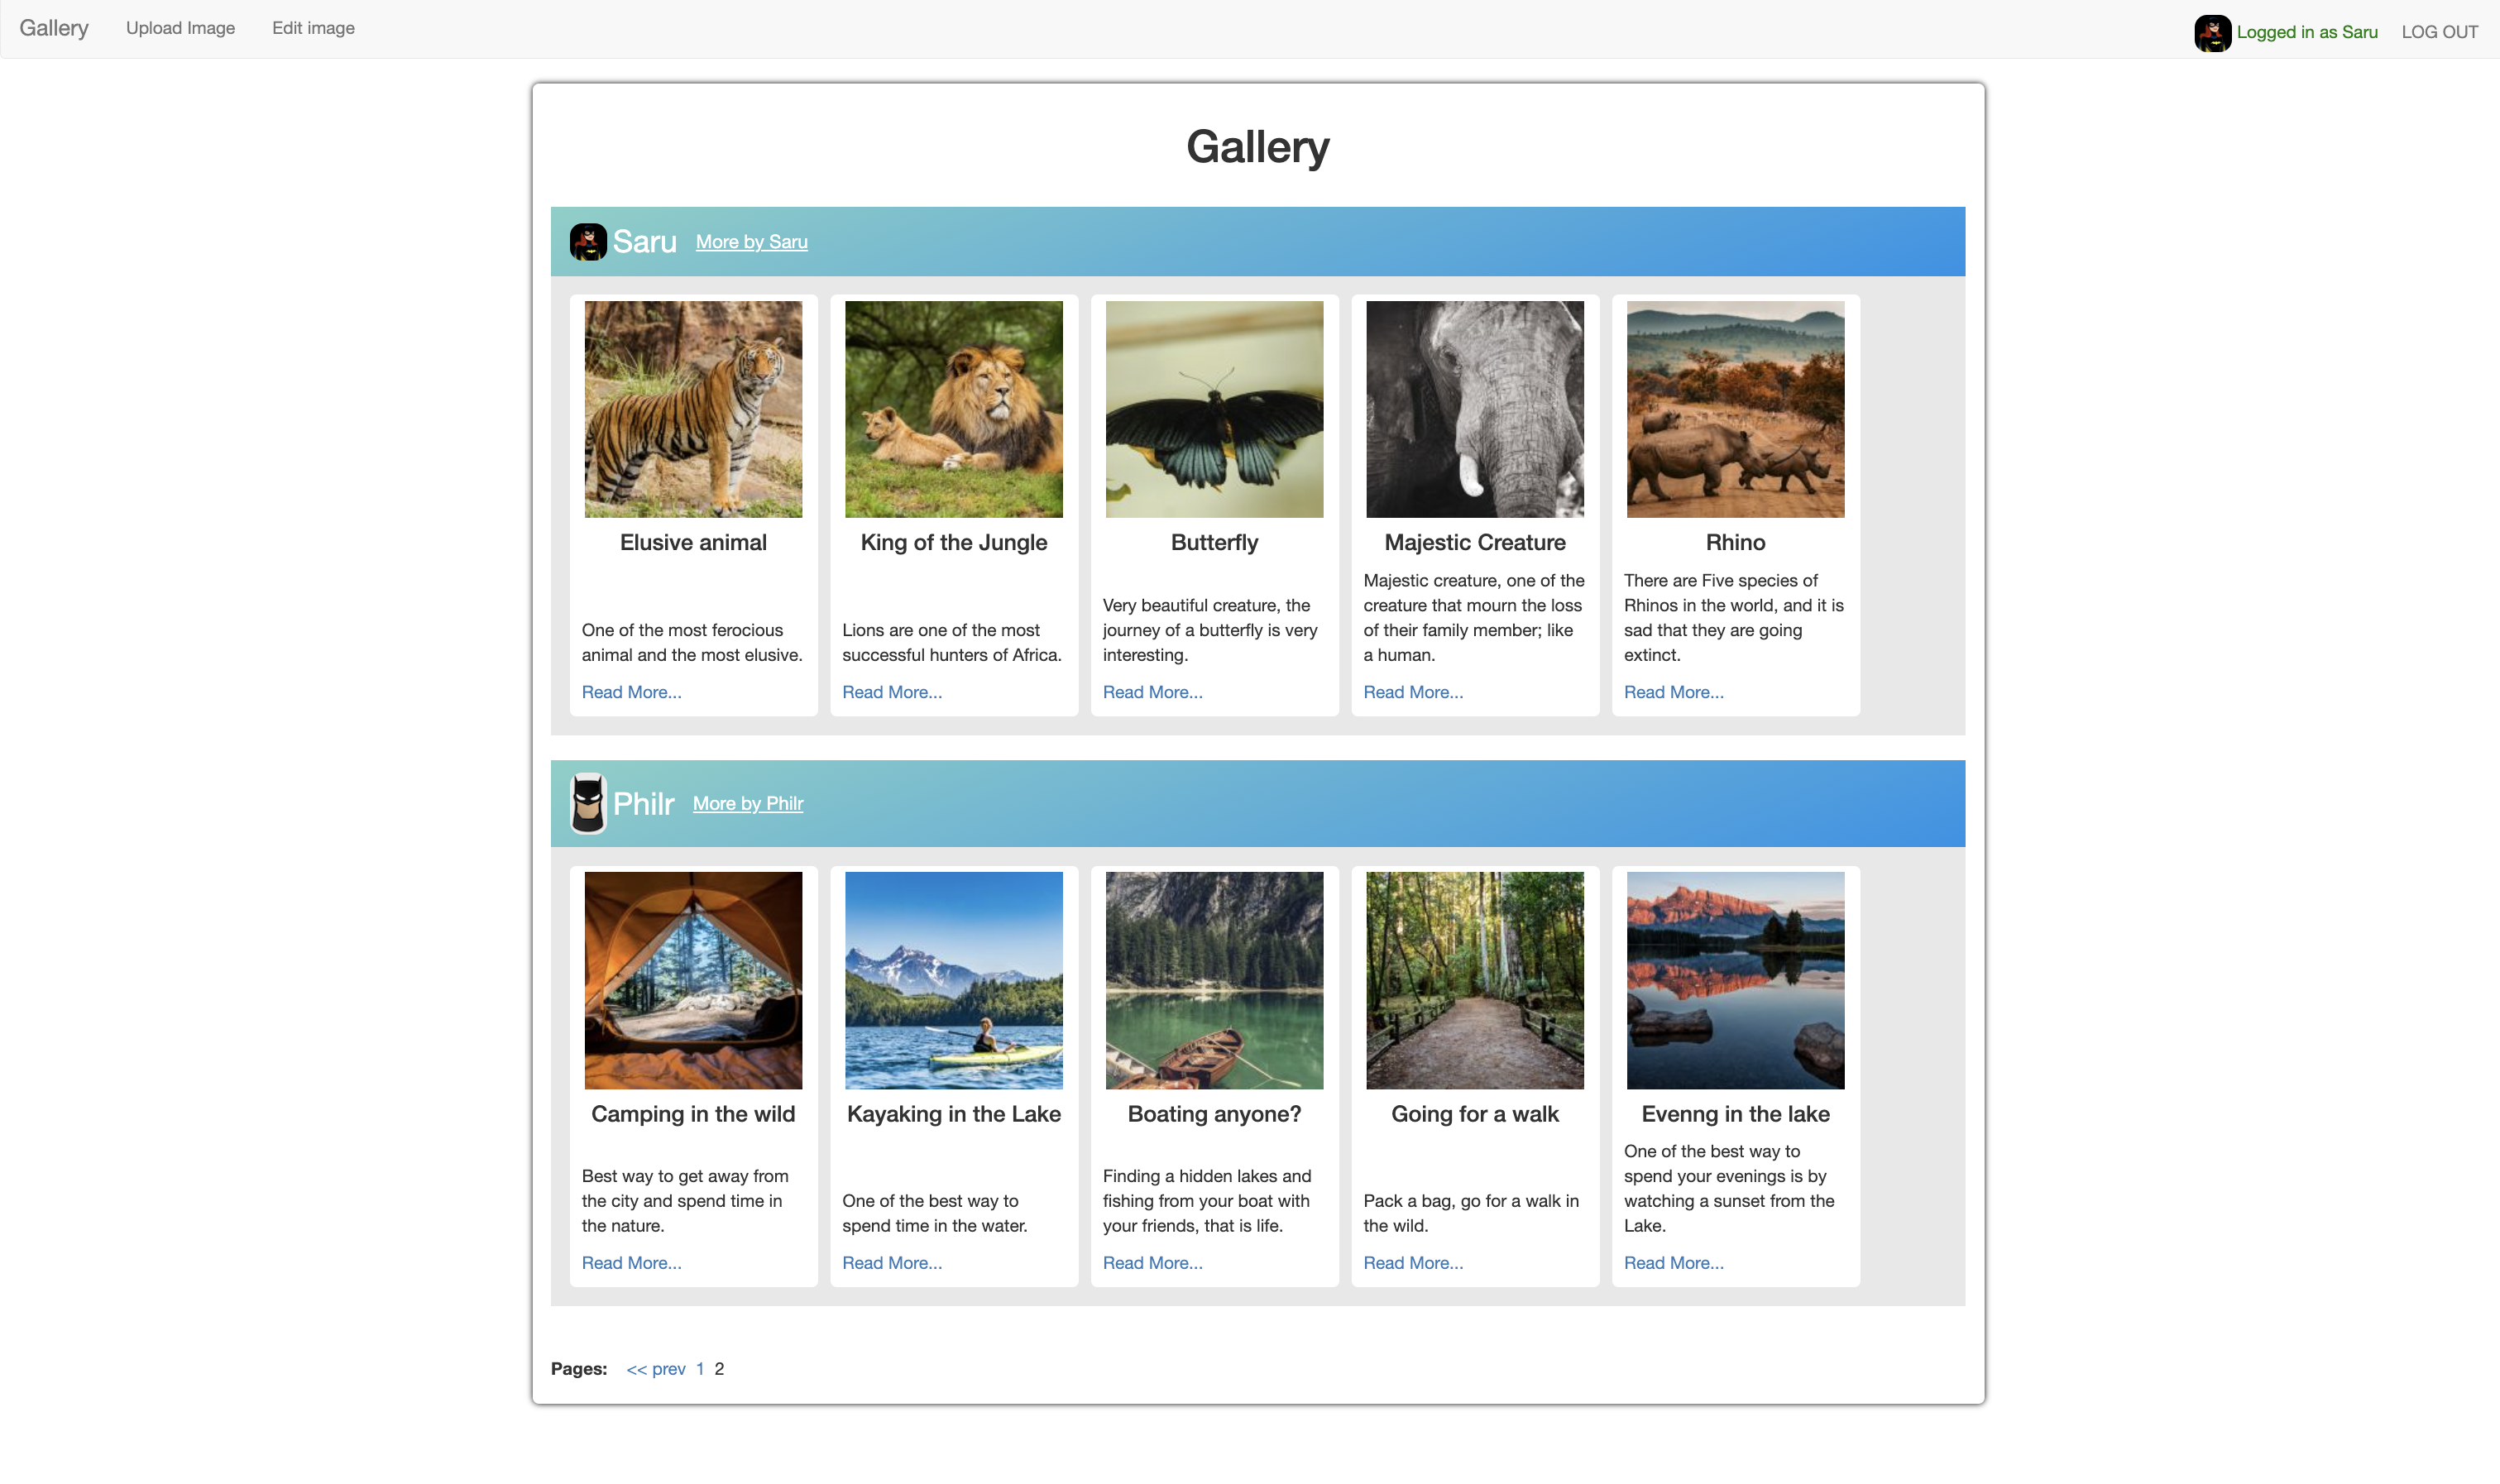 Gallery Upload Image Edit image Logged in as Saru LOG OUT
Gallery
Saru More by Saru
Elusive animal
One of the most ferocious
animal and the most elusive.
Read More...
King of the Jungle
Lions are one of the most
successful hunters of Africa.
Read More...
Butterfly
Very beautiful creature, the
journey of a butterfly is very
interesting.
Read More...
Majestic Creature
Majestic creature, one of the
creature that mourn the loss
of their family member; like
a human.
Read More...
Rhino
There are Five species of
Rhinos in the world, and it is
sad that they are going
extinct.
Read More...
Philr More by Philr
Camping in the wild
Best way to get away from
the city and spend time in
the nature.
Read More...
Kayaking in the Lake
One of the best way to
spend time in the water.
Read More...
Boating anyone?
Finding a hidden lakes and
fishing from your boat with
your friends, that is life.
Read More...
Going for a walk
Pack a bag, go for a walk in
the wild.
Read More...
Evenng in the lake
One of the best way to
spend your evenings is by
watching a sunset from the
Lake.
Read More...
Pages: << prev 1 2